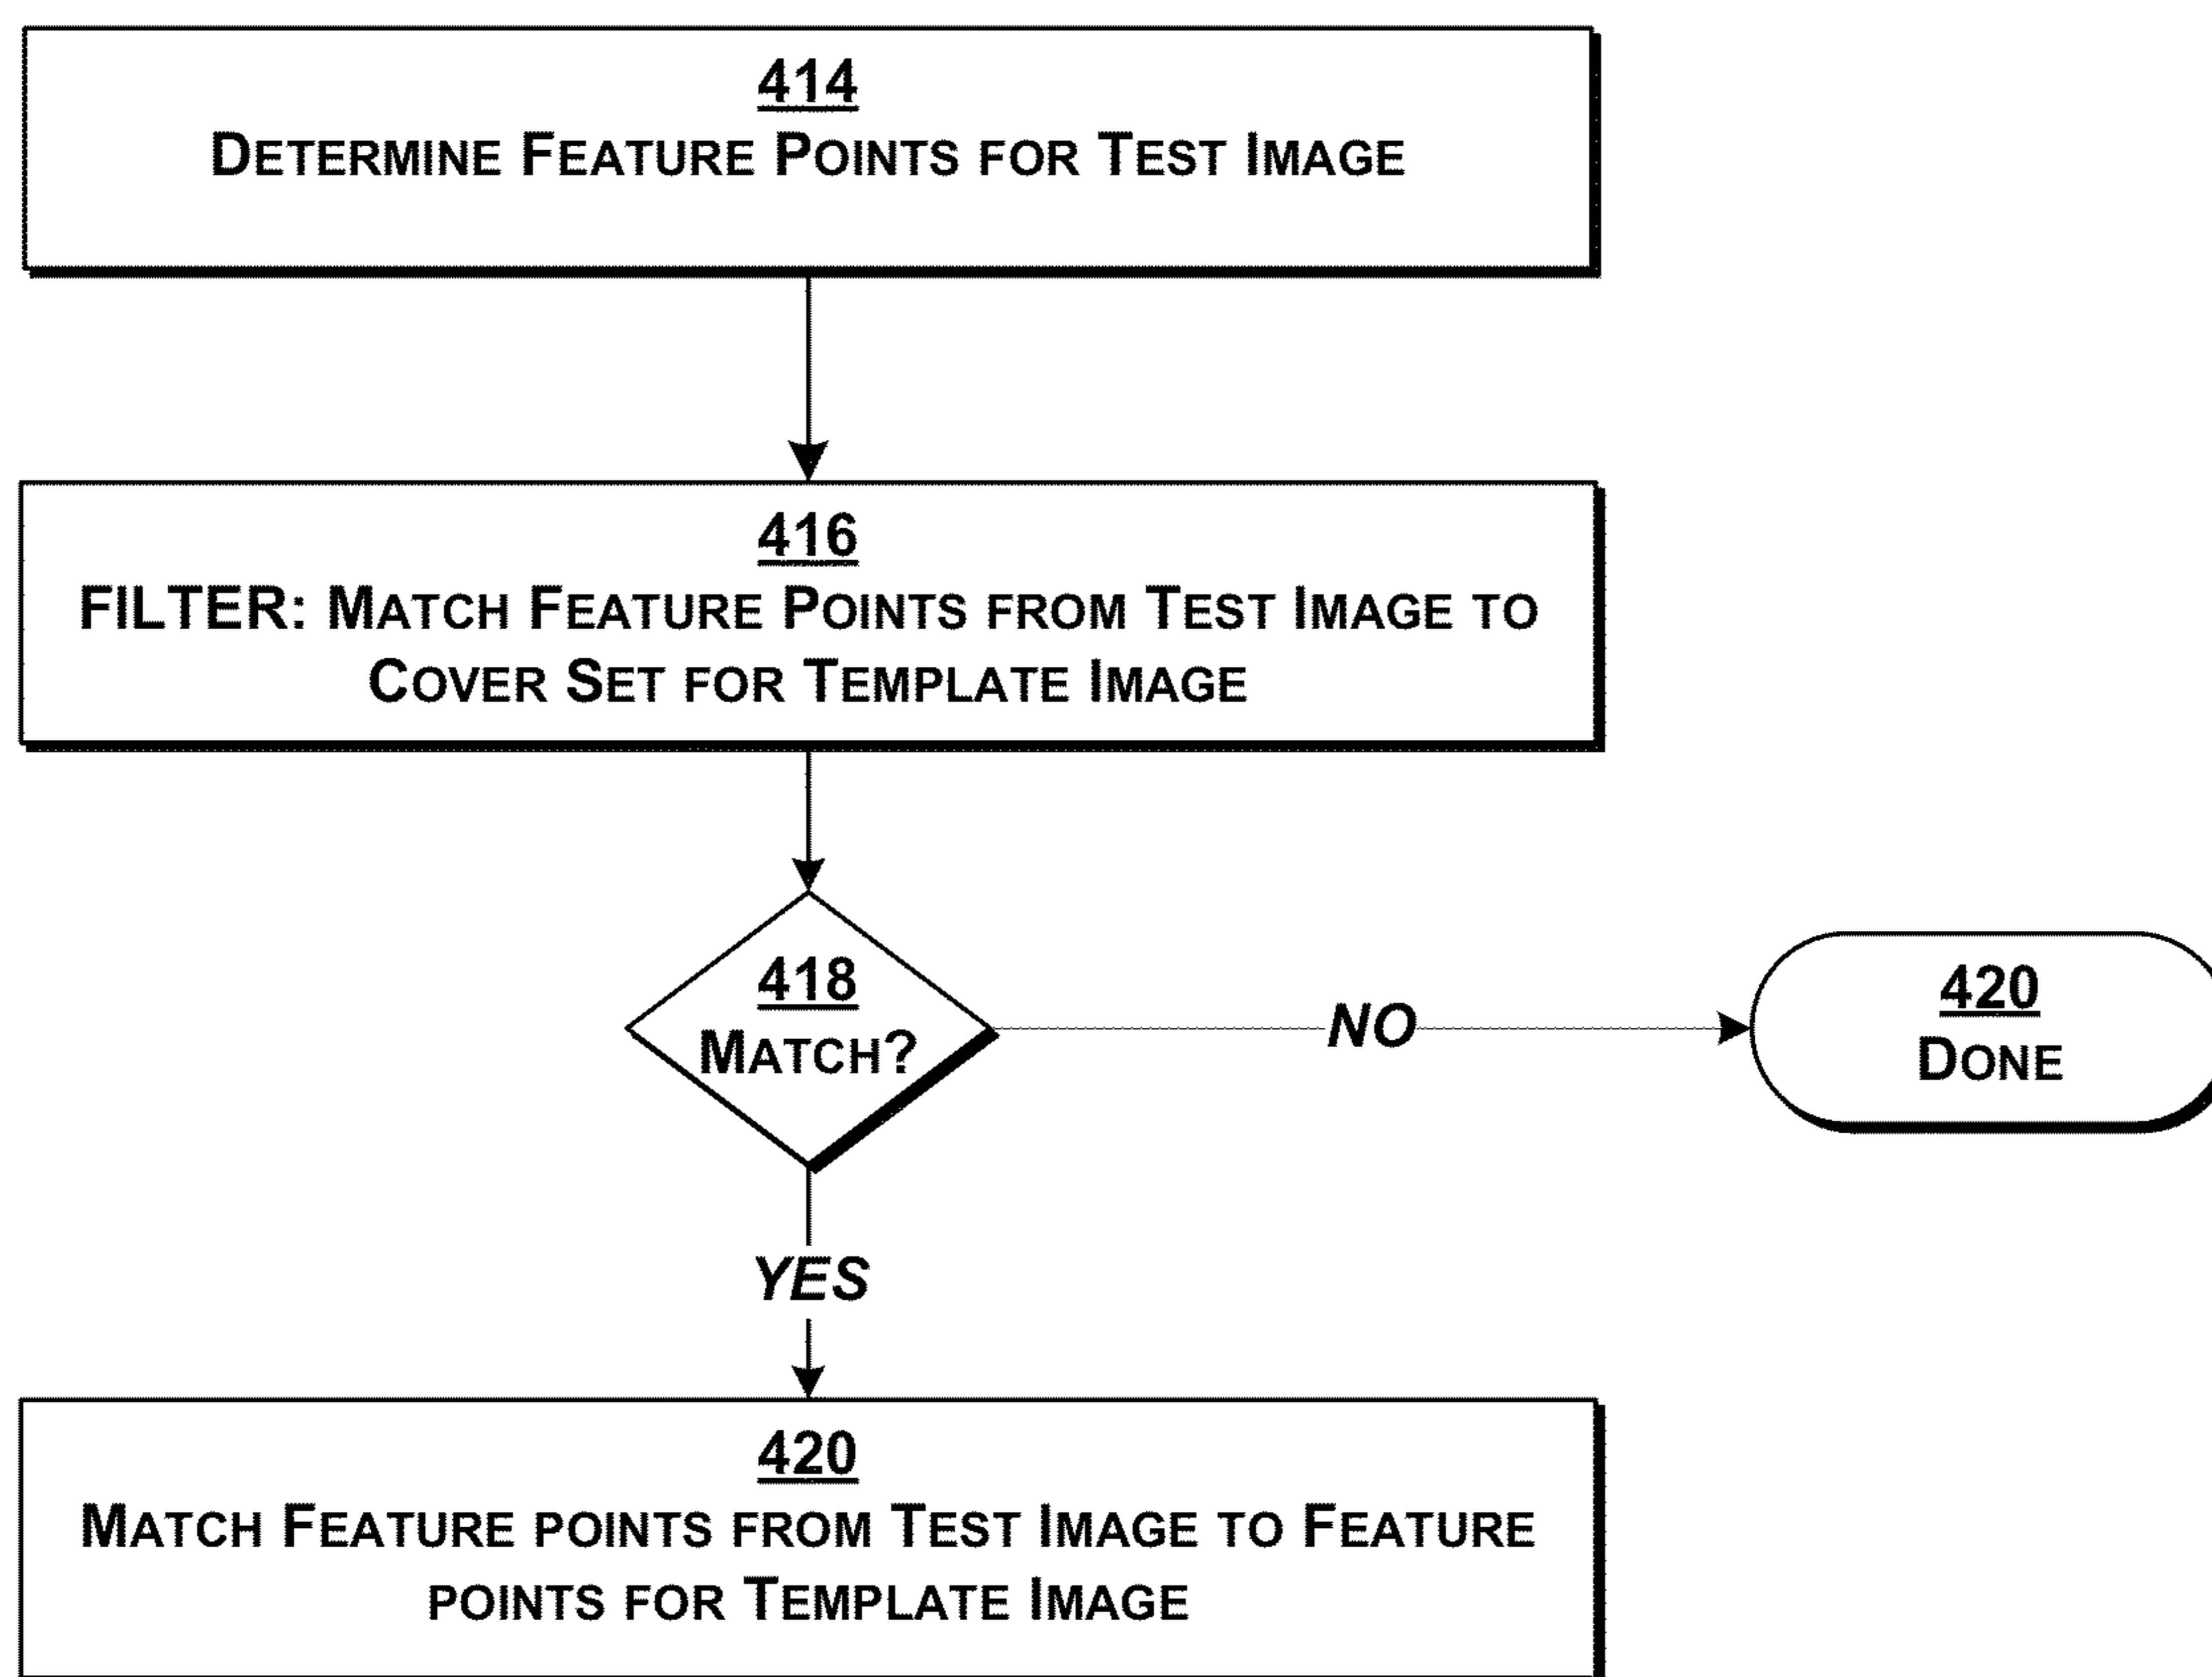 414
DETERMINE FEATURE POINTS FOR TEST IMAGE
416
FILTER: MATCH FEATURE POINTS FROM TEST IMAGE TO
COVER SET FOR TEMPLATE IMAGE
418
MATCH?
NO
420
DONE
YES
420
MATCH FEATURE POINTS FROM TEST IMAGE TO FEATURE
POINTS FOR TEMPLATE IMAGE